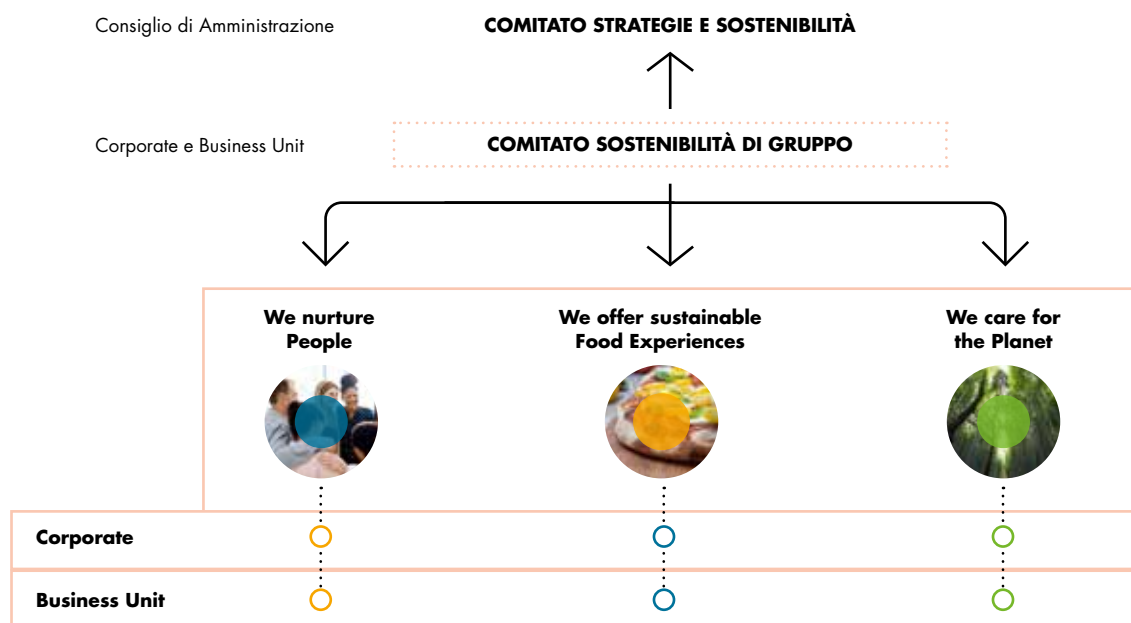 Consiglio di Amministrazione
COMITATO STRATEGIE E SOSTENIBILITÀ
Corporate e Business Unit
COMITATO SOSTENIBILITÀ DI GRUPPO
We nurture
People
We offer sustainable
Food Experiences
We care for
the Planet
Corporate
Business Unit